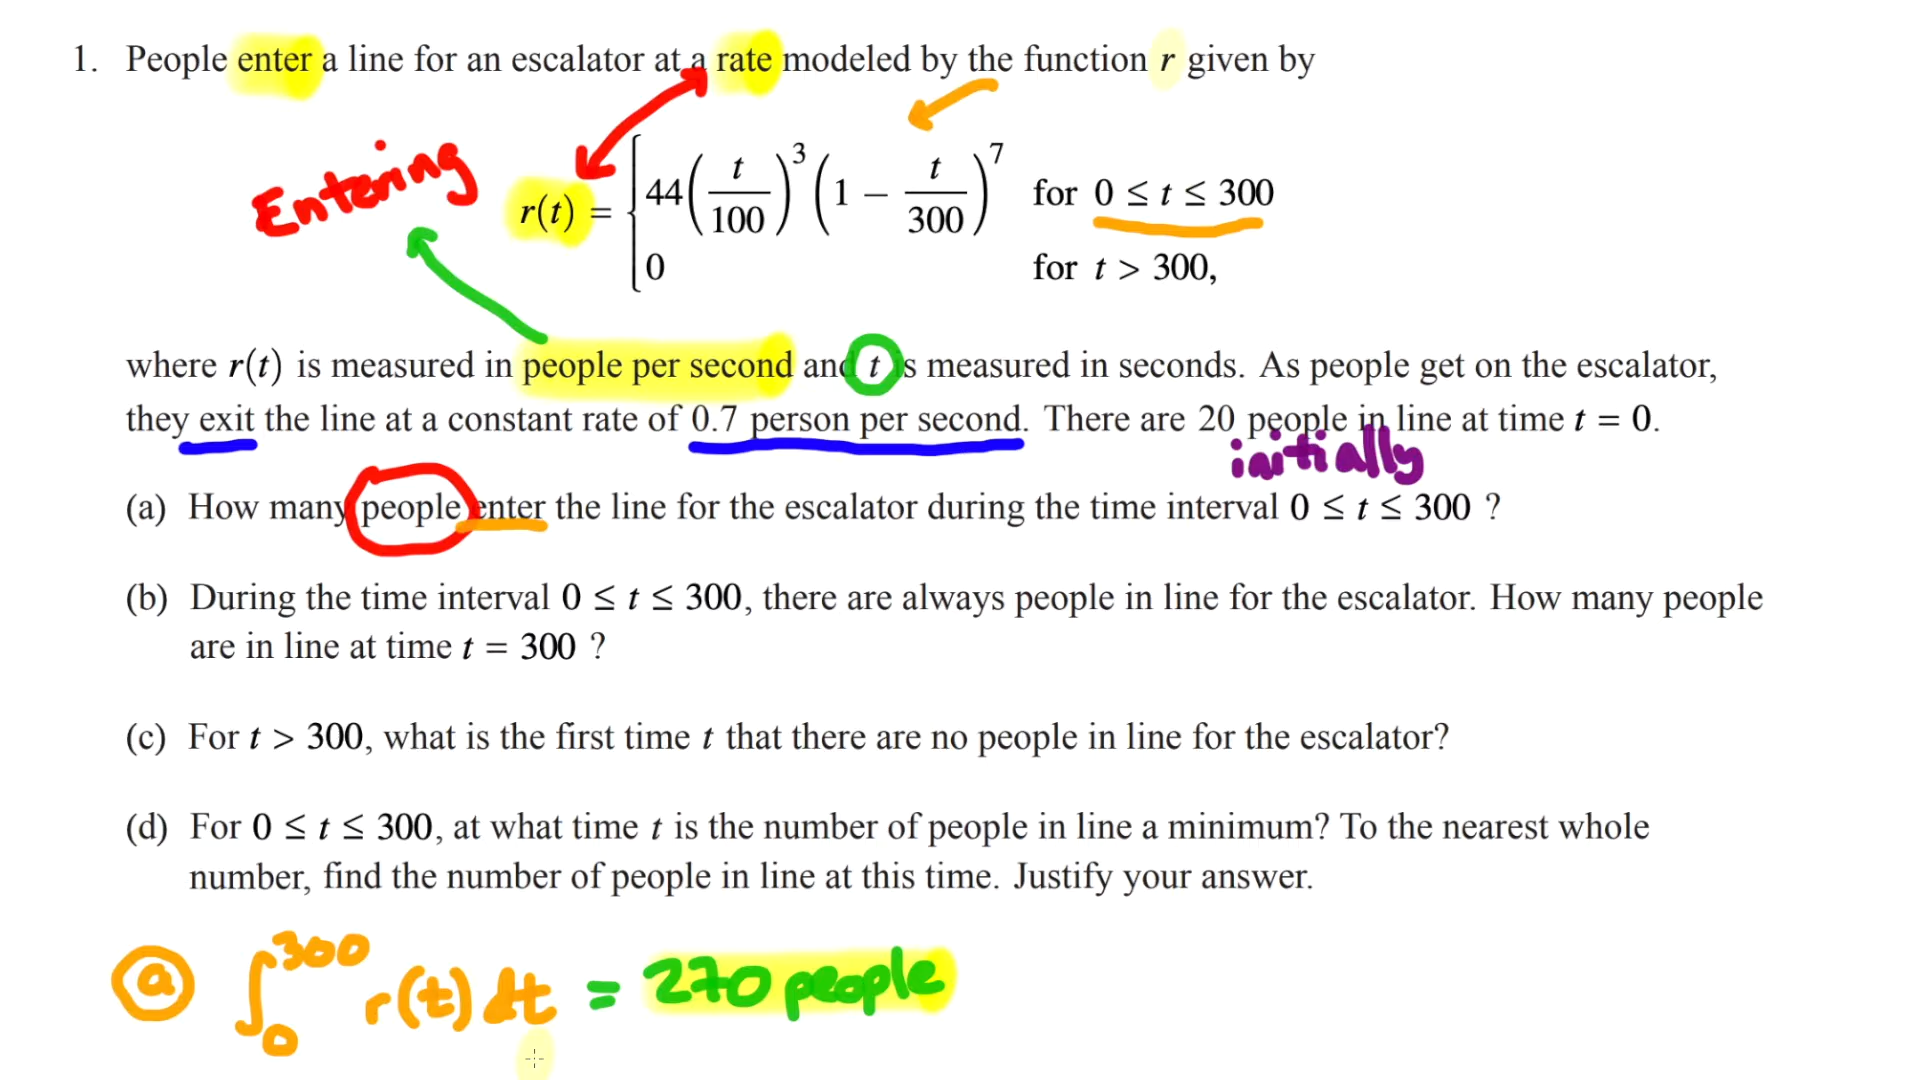 1. People enter a line for an escalator at a rate modeled by the function r given by
Entering
r(t) = { 44(t/100)^3 (1 − t/300)^7 for 0 ≤ t ≤ 300
0 for t > 300,
where r(t) is measured in people per second and t is measured in seconds. As people get on the escalator,
they exit the line at a constant rate of 0.7 person per second. There are 20 people in line at time t = 0.
initially
(a) How many people enter the line for the escalator during the time interval 0 ≤ t ≤ 300 ?
(b) During the time interval 0 ≤ t ≤ 300, there are always people in line for the escalator. How many people
are in line at time t = 300 ?
(c) For t > 300, what is the first time t that there are no people in line for the escalator?
(d) For 0 ≤ t ≤ 300, at what time t is the number of people in line a minimum? To the nearest whole
number, find the number of people in line at this time. Justify your answer.
ⓐ ∫₀³⁰⁰ r(t) dt = 270 people